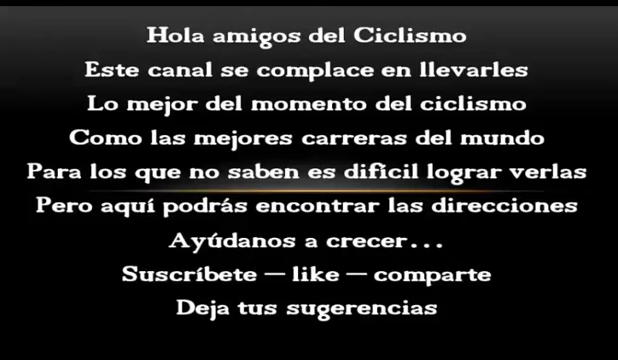 Hola amigos del Ciclismo
Este canal se complace en llevarles
Lo mejor del momento del ciclismo
Como las mejores carreras del mundo
Para los que no saben es difícil lograr verlas
Pero aquí podrás encontrar las direcciones
Ayúdanos a crecer...
Suscríbete – like – comparte
Deja tus sugerencias